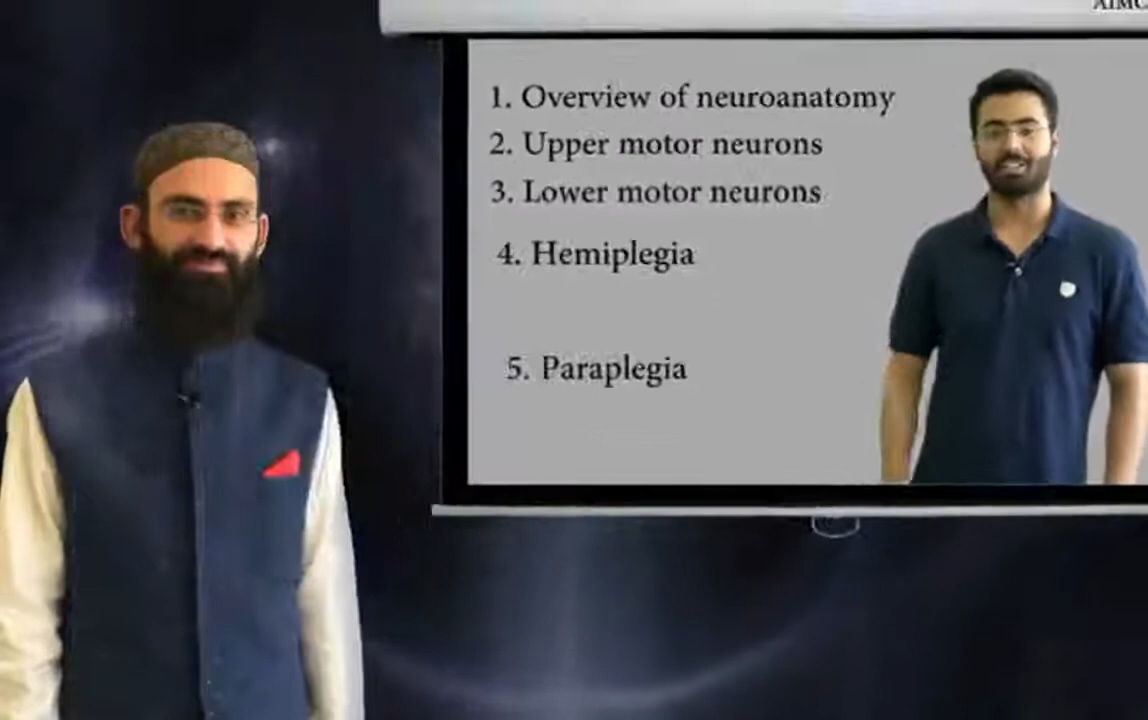 1. Overview of neuroanatomy
2. Upper motor neurons
3. Lower motor neurons
4. Hemiplegia
5. Paraplegia